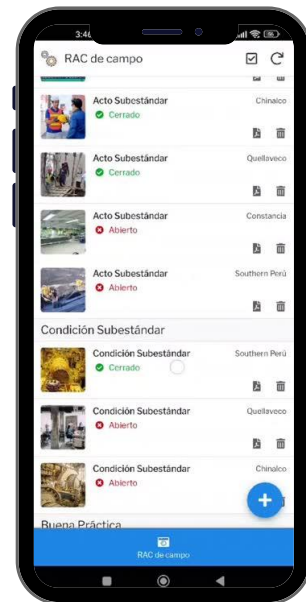 3:46
RAC de campo
Acto Subestándar Chinalco
Cerrado
Acto Subestándar Quellaveco
Cerrado
Acto Subestándar Constancia
Abierto
Acto Subestándar Southern Perú
Abierto
Condición Subestándar
Condición Subestándar Southern Perú
Cerrado
Condición Subestándar Quellaveco
Abierto
Condición Subestándar Chinalco
Abierto
Buena Práctica
RAC de campo